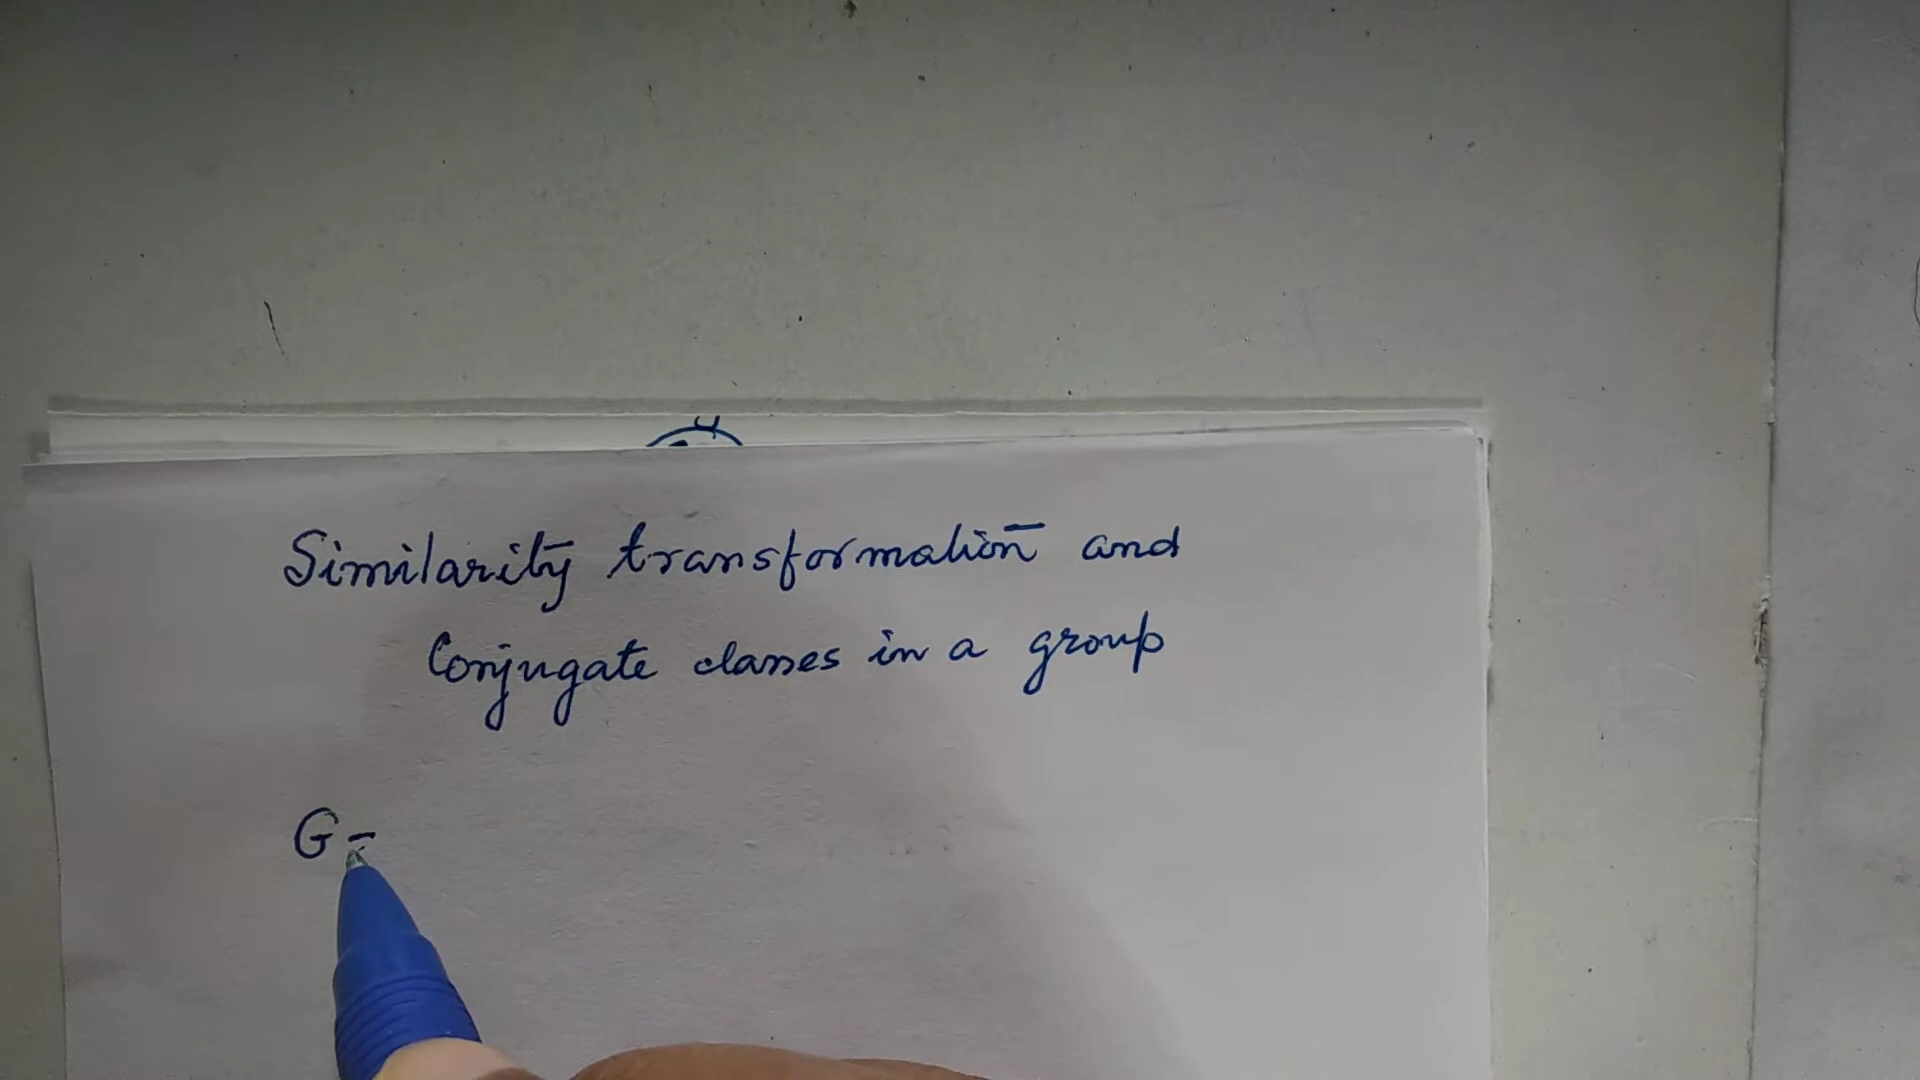 Similarity transformation and
Conjugate classes in a group
G =